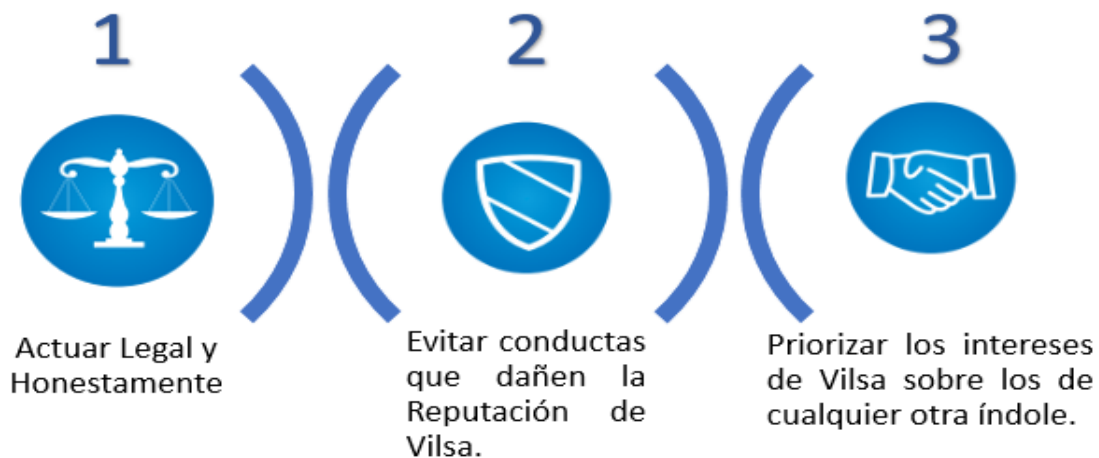 1
Actuar Legal y
Honestamente
2
Evitar conductas
que dañen la
Reputación de
Vilsa.
3
Priorizar los intereses
de Vilsa sobre los de
cualquier otra índole.